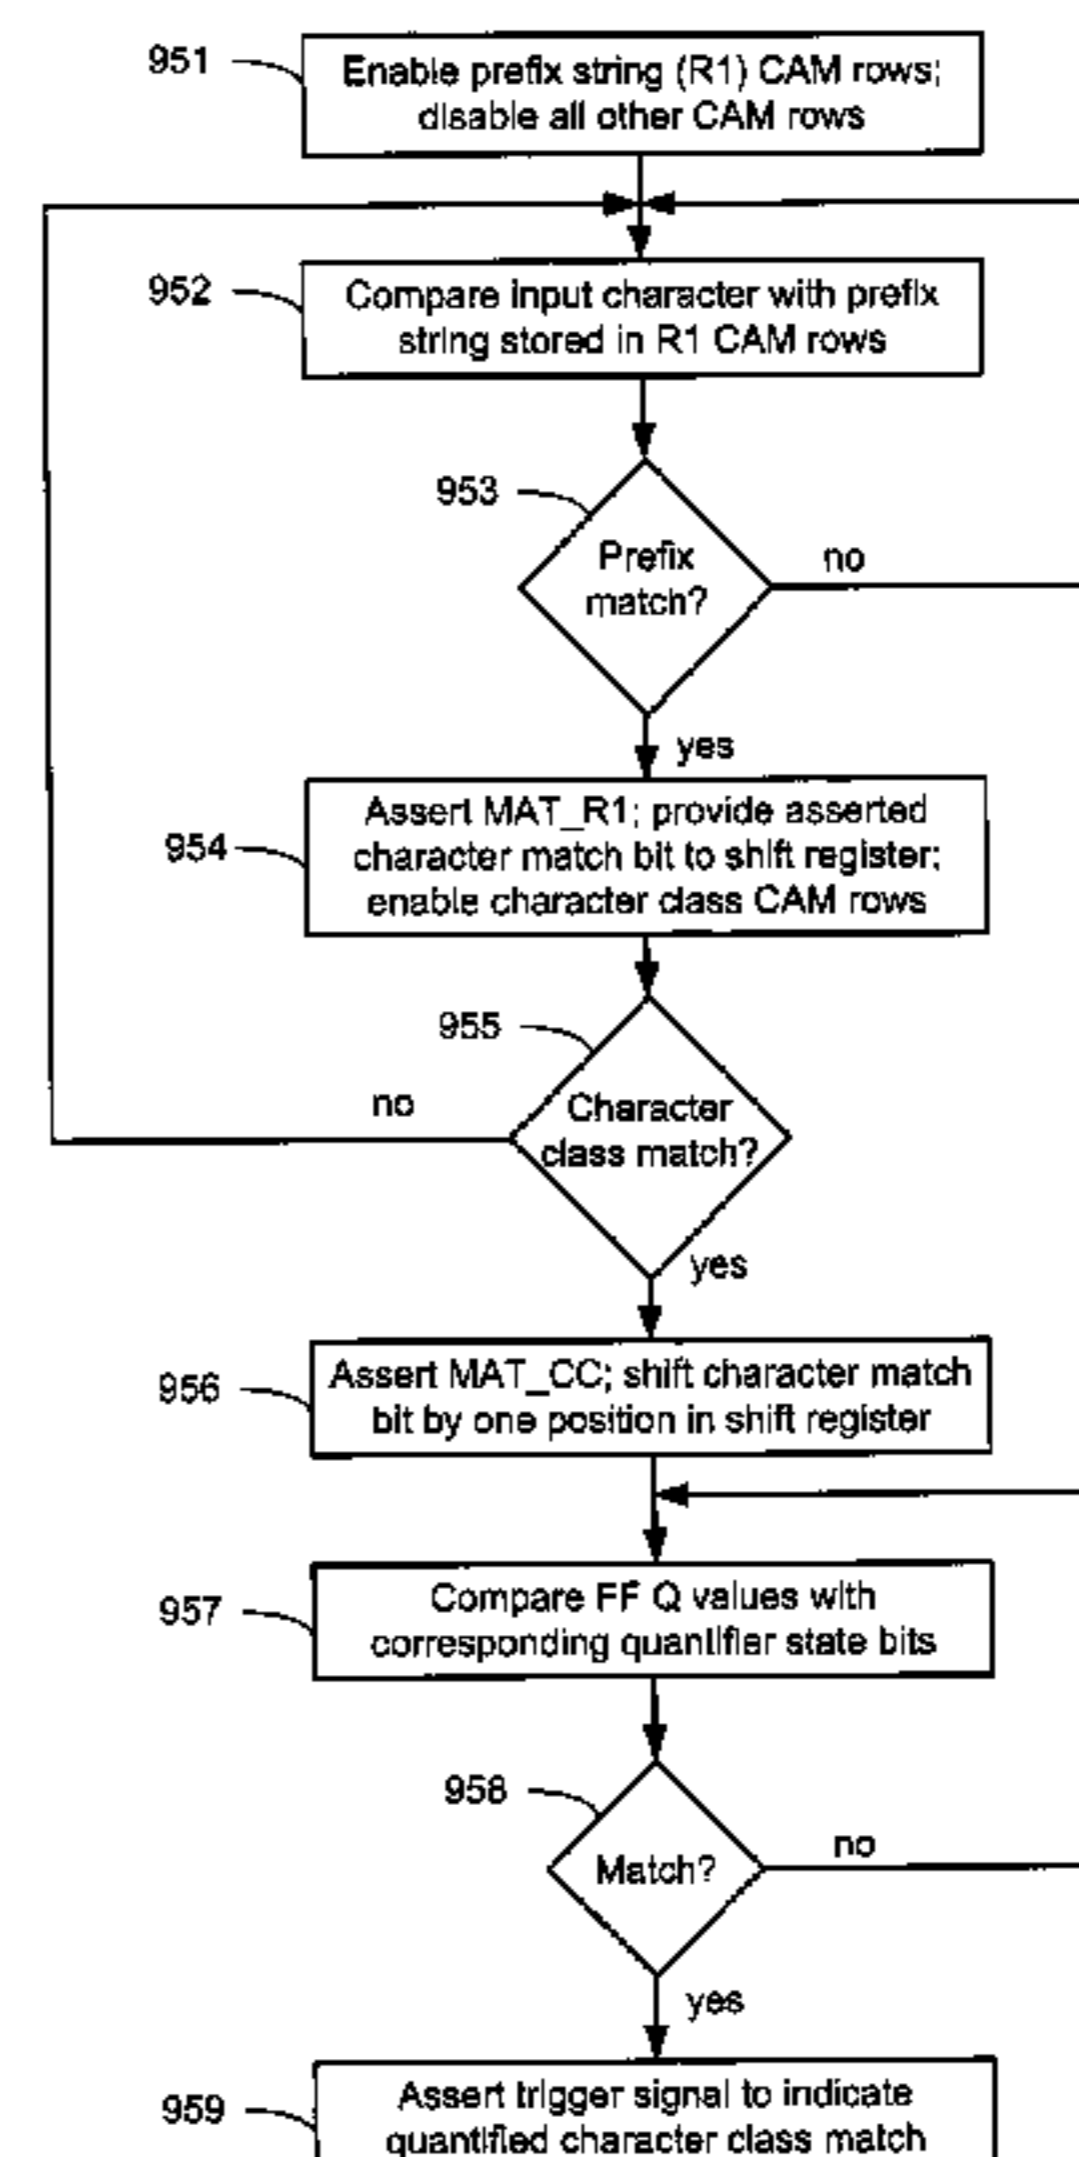 951
Enable prefix string (R1) CAM rows;
disable all other CAM rows
952
Compare input character with prefix
string stored in R1 CAM rows
953
Prefix
match?
no
yes
954
Assert MAT_R1; provide asserted
character match bit to shift register;
enable character class CAM rows
955
no
Character
class match?
yes
956
Assert MAT_CC; shift character match
bit by one position in shift register
957
Compare FF Q values with
corresponding quantifier state bits
958
Match?
no
yes
959
Assert trigger signal to indicate
quantified character class match